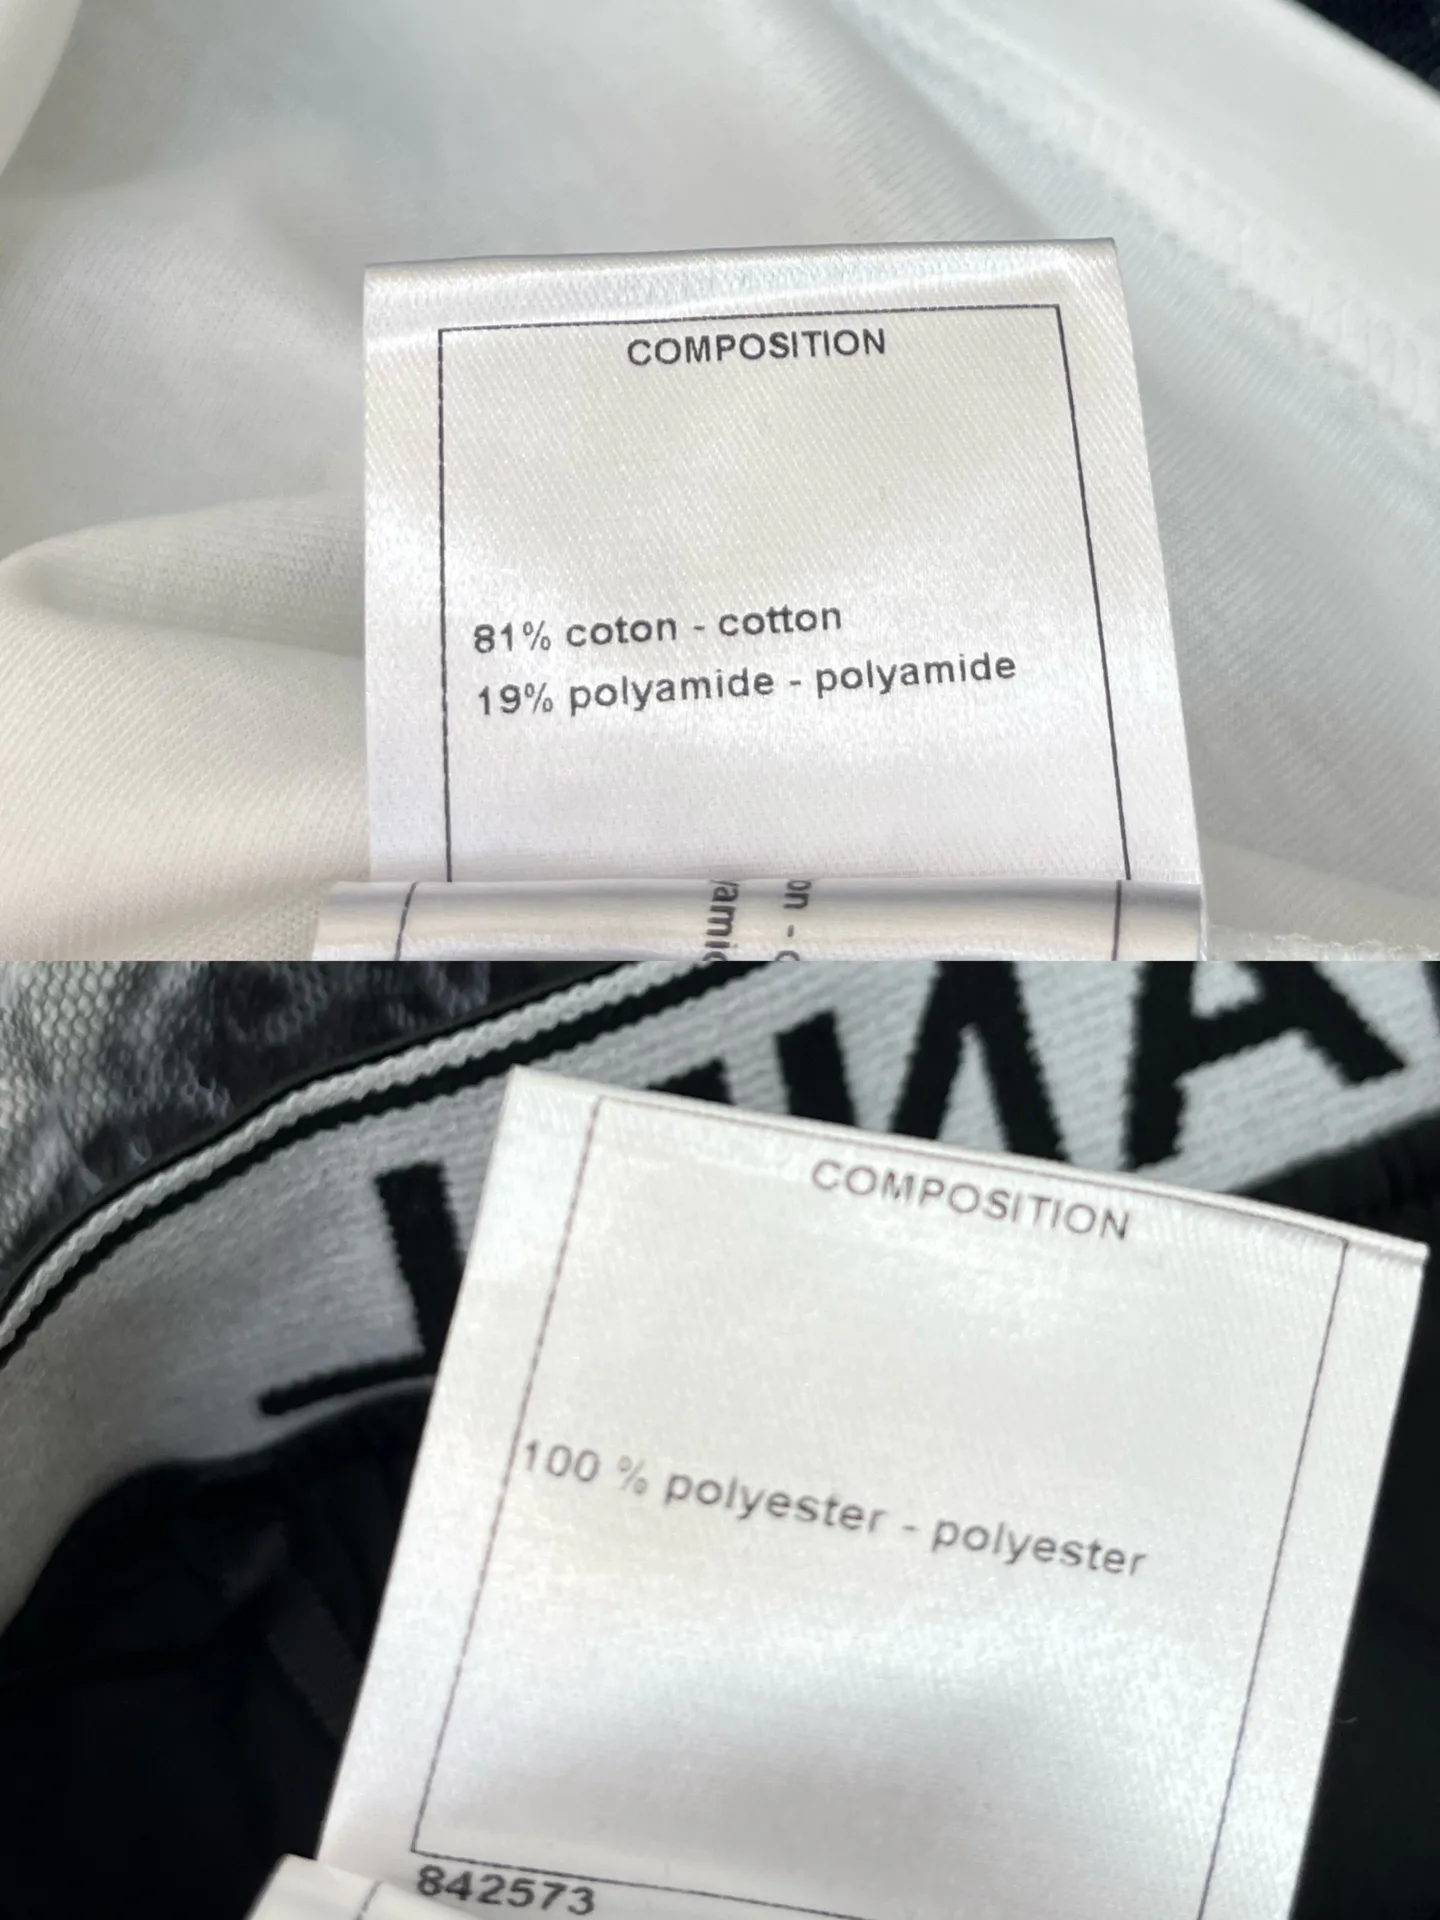 COMPOSITION
81% coton - cotton
19% polyamide - polyamide
COMPOSITION
100 % polyester - polyester
842573